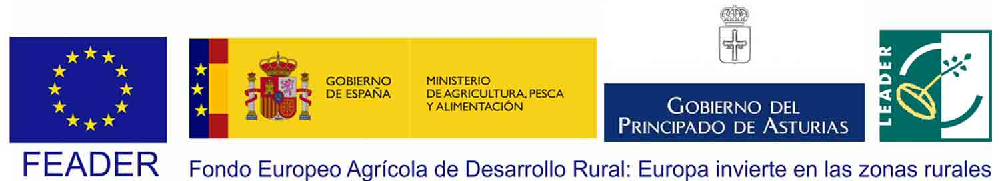 FEADER
GOBIERNO
DE ESPAÑA
MINISTERIO
DE AGRICULTURA, PESCA
Y ALIMENTACIÓN
GOBIERNO DEL
PRINCIPADO DE ASTURIAS
LEADER
Fondo Europeo Agrícola de Desarrollo Rural: Europa invierte en las zonas rurales